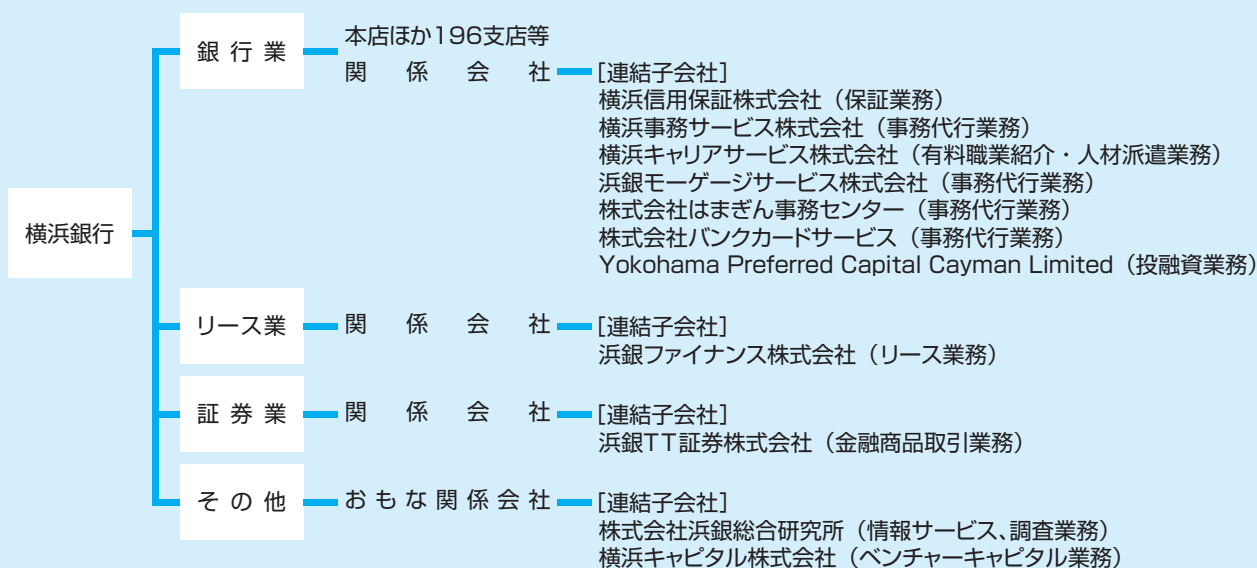 横浜銀行
銀行業
本店ほか196支店等
関係会社
[連結子会社]
横浜信用保証株式会社（保証業務）
横浜事務サービス株式会社（事務代行業務）
横浜キャリアサービス株式会社（有料職業紹介・人材派遣業務）
浜銀モーゲージサービス株式会社（事務代行業務）
株式会社はまぎん事務センター（事務代行業務）
株式会社バンクカードサービス（事務代行業務）
Yokohama Preferred Capital Cayman Limited（投融資業務）
リース業
関係会社
[連結子会社]
浜銀ファイナンス株式会社（リース業務）
証券業
関係会社
[連結子会社]
浜銀TT証券株式会社（金融商品取引業務）
その他
おもな関係会社
[連結子会社]
株式会社浜銀総合研究所（情報サービス、調査業務）
横浜キャピタル株式会社（ベンチャーキャピタル業務）